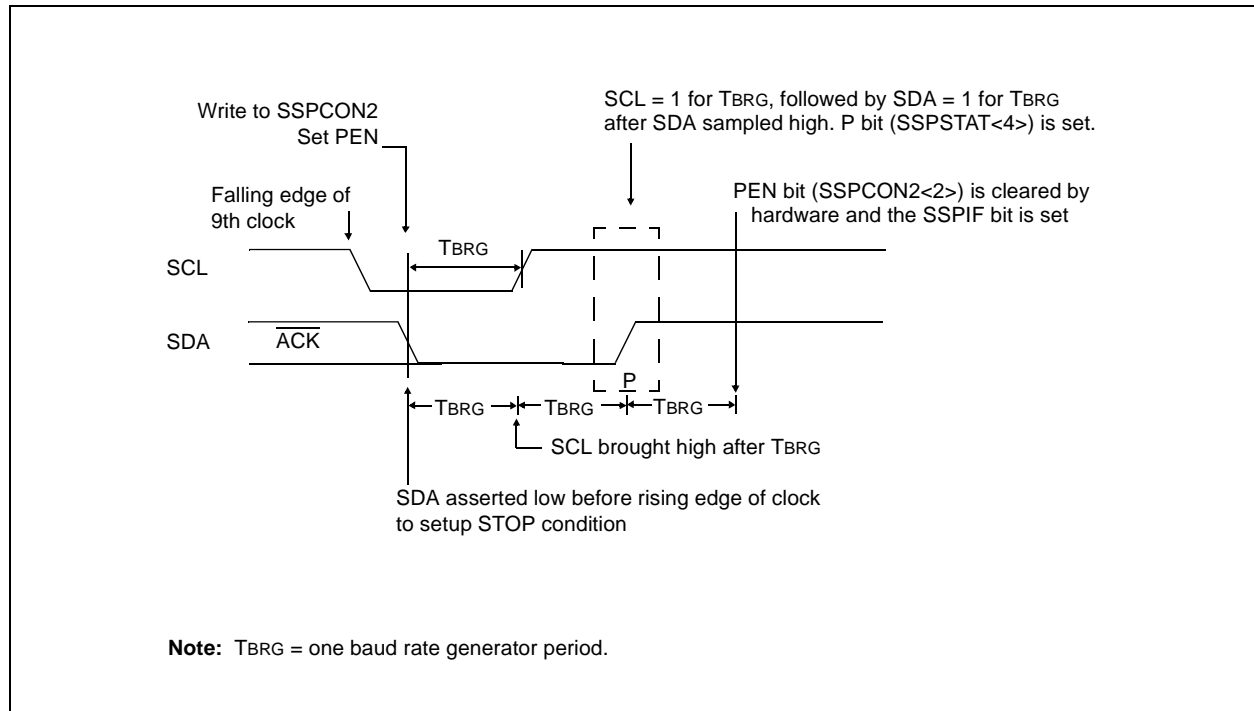 Write to SSPCON2
Set PEN
SCL = 1 for TBRG, followed by SDA = 1 for TBRG
after SDA sampled high. P bit (SSPSTAT<4>) is set.
Falling edge of
9th clock
PEN bit (SSPCON2<2>) is cleared by
hardware and the SSPIF bit is set
TBRG
SCL
SDA
ACK
P
TBRG
TBRG
TBRG
SCL brought high after TBRG
SDA asserted low before rising edge of clock
to setup STOP condition
Note: TBRG = one baud rate generator period.